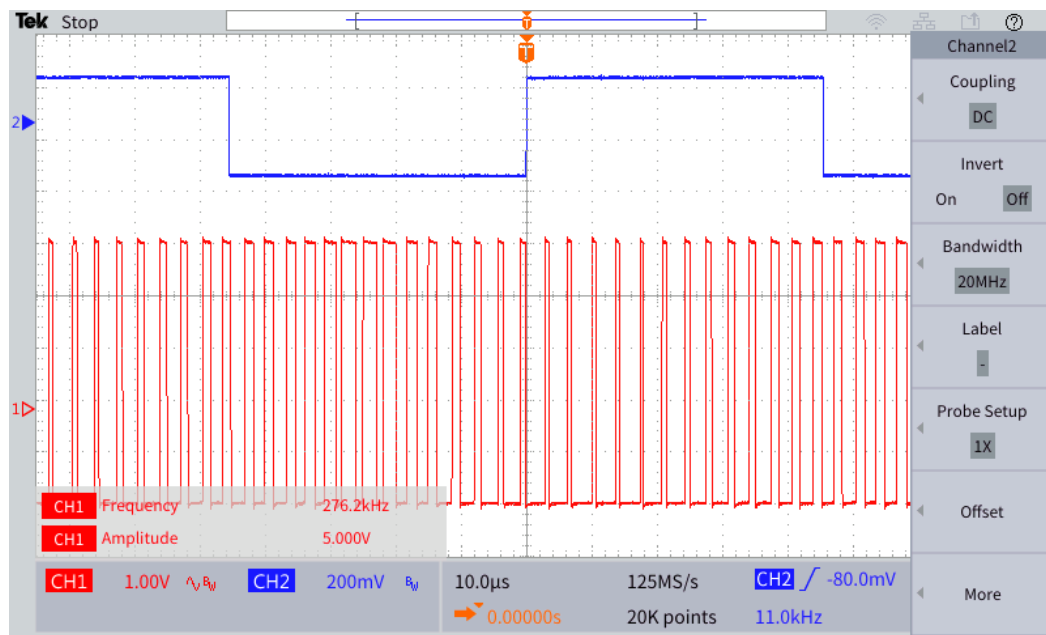 Tek Stop
T
?
T
Channel2
Coupling
DC
Invert
On Off
Bandwidth
20MHz
Label
-
Probe Setup
1X
Offset
More
2
1
CH1 Frequency 276.2kHz
CH1 Amplitude 5.000V
CH1 1.00V BW CH2 200mV BW
10.0µs 125MS/s CH2 -80.0mV
0.00000s 20K points 11.0kHz